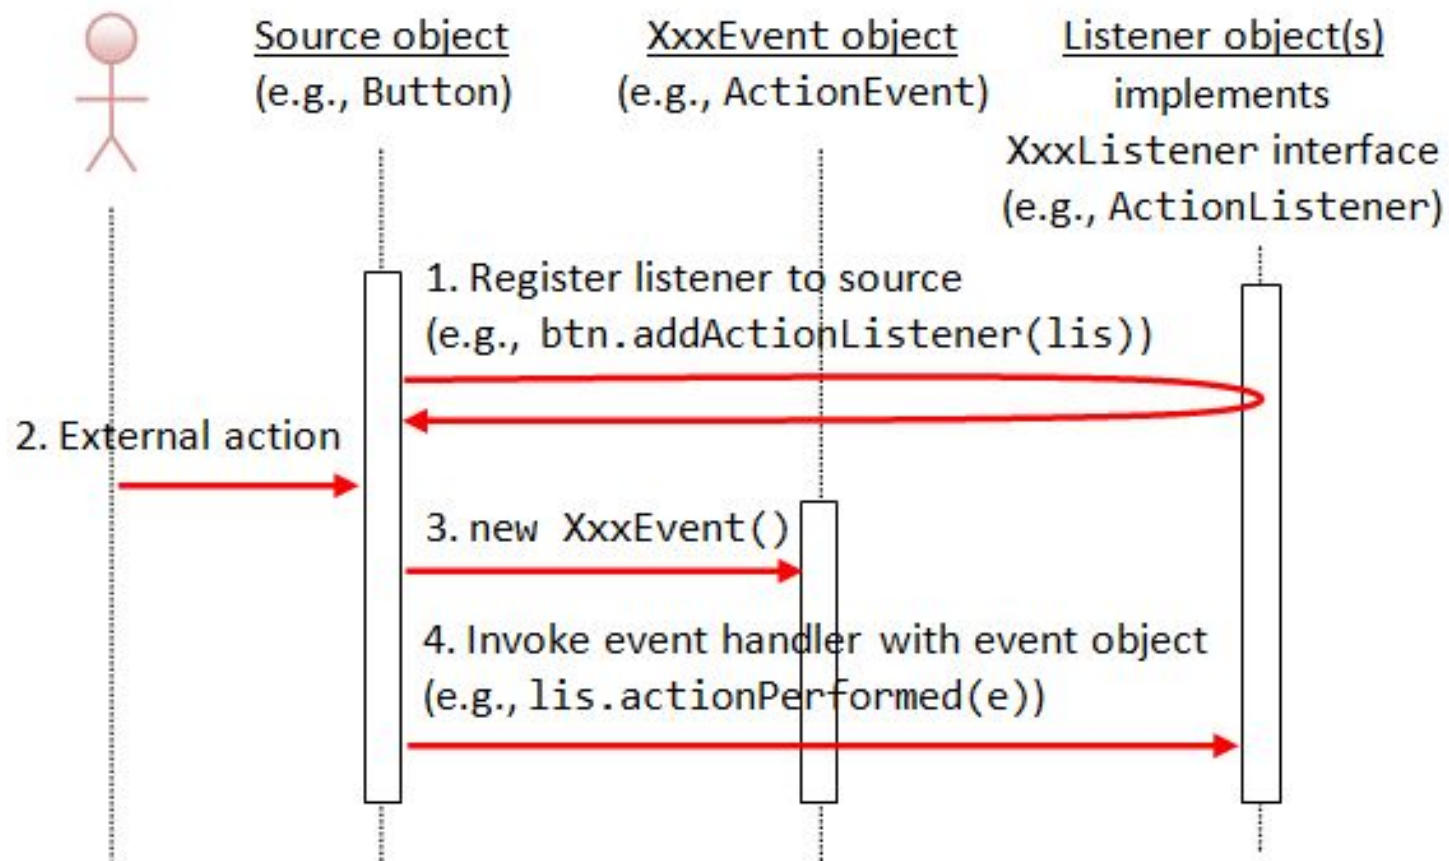 Source object
(e.g., Button)
XxxEvent object
(e.g., ActionEvent)
Listener object(s)
implements
XxxListener interface
(e.g., ActionListener)
1. Register listener to source
(e.g., btn.addActionListener(lis))
2. External action
3. new XxxEvent()
4. Invoke event handler with event object
(e.g., lis.actionPerformed(e))